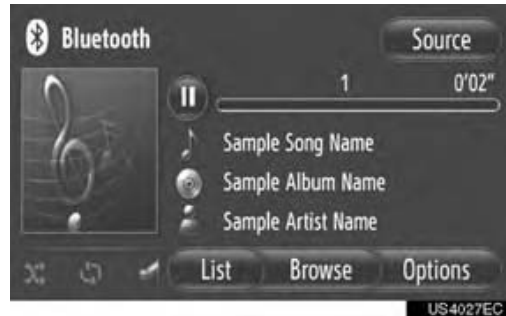 Bluetooth
Source
1 0'02"
Sample Song Name
Sample Album Name
Sample Artist Name
List Browse Options
US4027EC